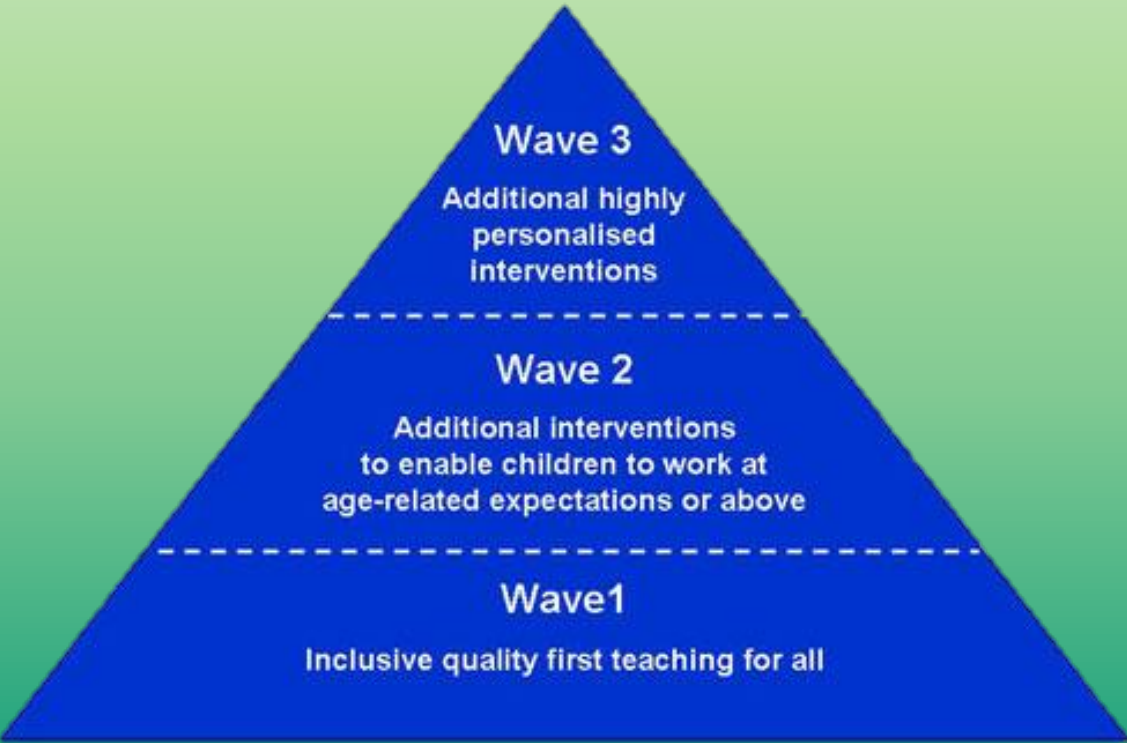 Wave 3
Additional highly
personalised
interventions
Wave 2
Additional interventions
to enable children to work at
age-related expectations or above
Wave1
Inclusive quality first teaching for all